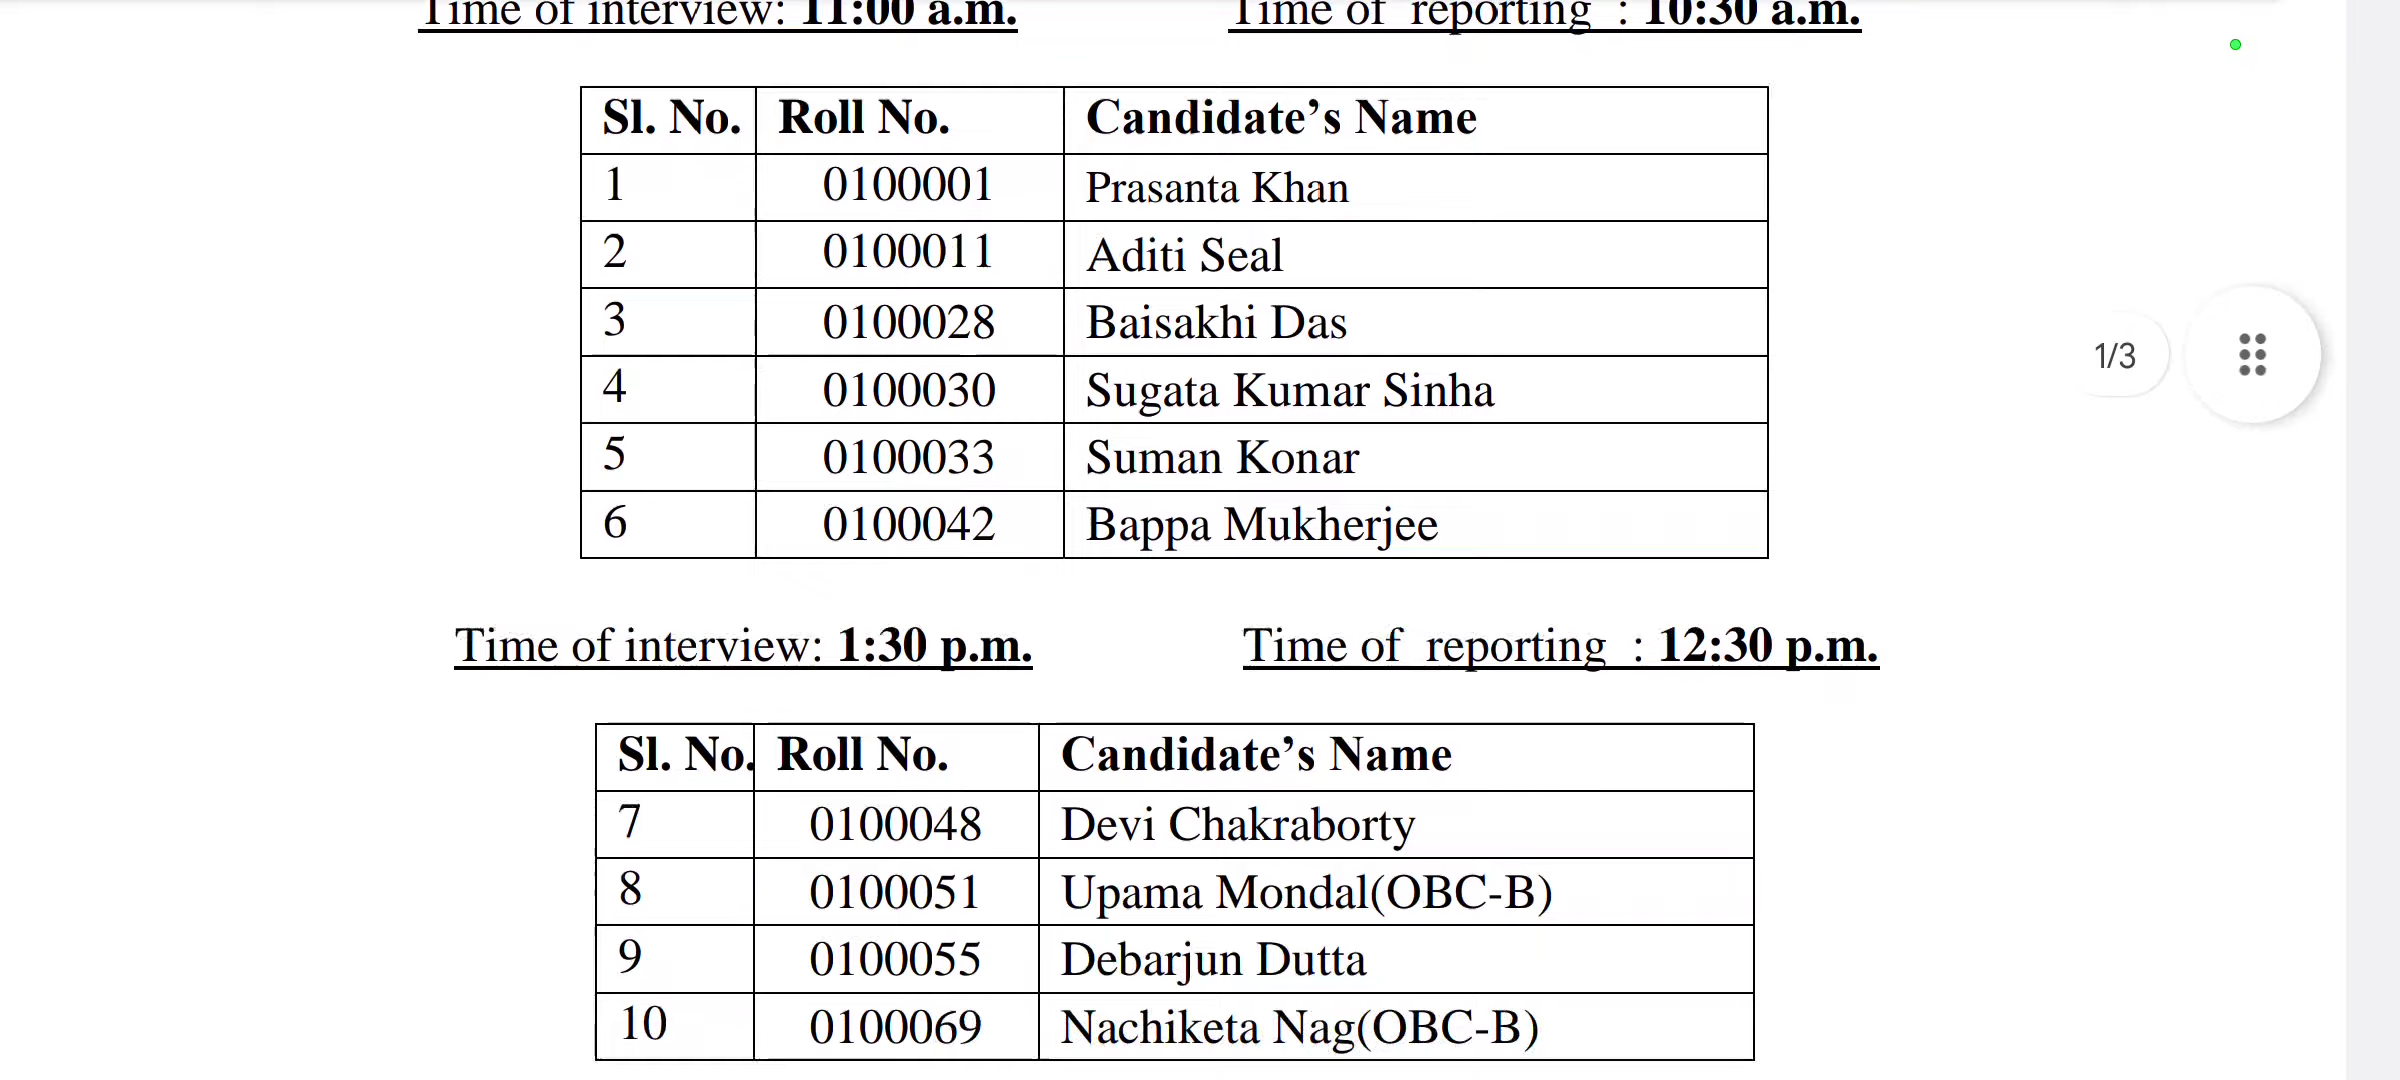 Time of interview: 11:00 a.m. Time of reporting : 10:30 a.m.
Sl. No. Roll No. Candidate’s Name
1 0100001 Prasanta Khan
2 0100011 Aditi Seal
3 0100028 Baisakhi Das
4 0100030 Sugata Kumar Sinha
5 0100033 Suman Konar
6 0100042 Bappa Mukherjee
1/3
Time of interview: 1:30 p.m. Time of reporting : 12:30 p.m.
Sl. No. Roll No. Candidate’s Name
7 0100048 Devi Chakraborty
8 0100051 Upama Mondal(OBC-B)
9 0100055 Debarjun Dutta
10 0100069 Nachiketa Nag(OBC-B)